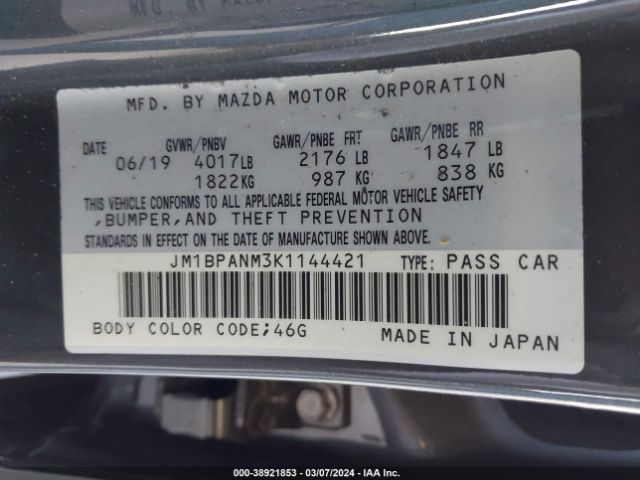 MFD. BY MAZDA MOTOR CORPORATION
DATE GVWR/PNBV GAWR/PNBE FRT GAWR/PNBE RR
06/19 4017LB 2176 LB 1847 LB
1822KG 987 KG 838 KG
THIS VEHICLE CONFORMS TO ALL APPLICABLE FEDERAL MOTOR VEHICLE SAFETY
,BUMPER,AND THEFT PREVENTION
STANDARDS IN EFFECT ON THE DATE OF MANUFACTURE SHOWN ABOVE.
JM1BPANM3K1144421 TYPE: PASS CAR
BODY COLOR CODE;46G MADE IN JAPAN
000-38921853 - 03/07/2024 - IAA Inc.